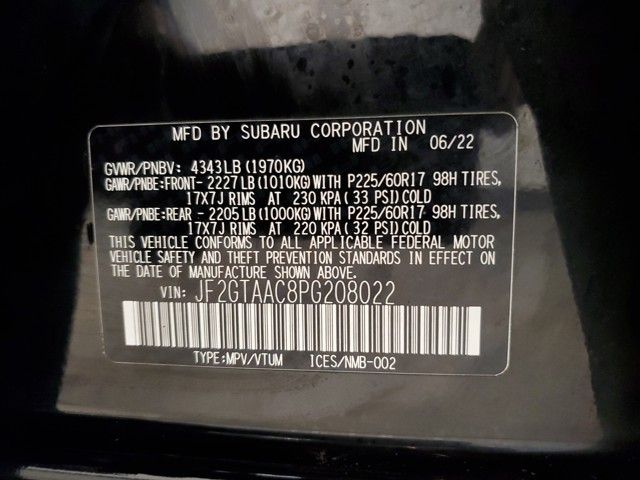 MFD BY SUBARU CORPORATION
MFD IN 06/22
GVWR/PNBV: 4343LB (1970KG)
GAWR/PNBE:FRONT- 2227LB (1010KG) WITH P225/60R17 98H TIRES,
17X7J RIMS AT 230 KPA (33 PSI) COLD
GAWR/PNBE:REAR - 2205LB (1000KG) WITH P225/60R17 98H TIRES,
17X7J RIMS AT 220 KPA (32 PSI) COLD
THIS VEHICLE CONFORMS TO ALL APPLICABLE FEDERAL MOTOR
VEHICLE SAFETY AND THEFT PREVENTION STANDARDS IN EFFECT ON
THE DATE OF MANUFACTURE SHOWN ABOVE.
VIN: JF2GTAAC8PG208022
TYPE:MPV/VTUM ICES/NMB-002